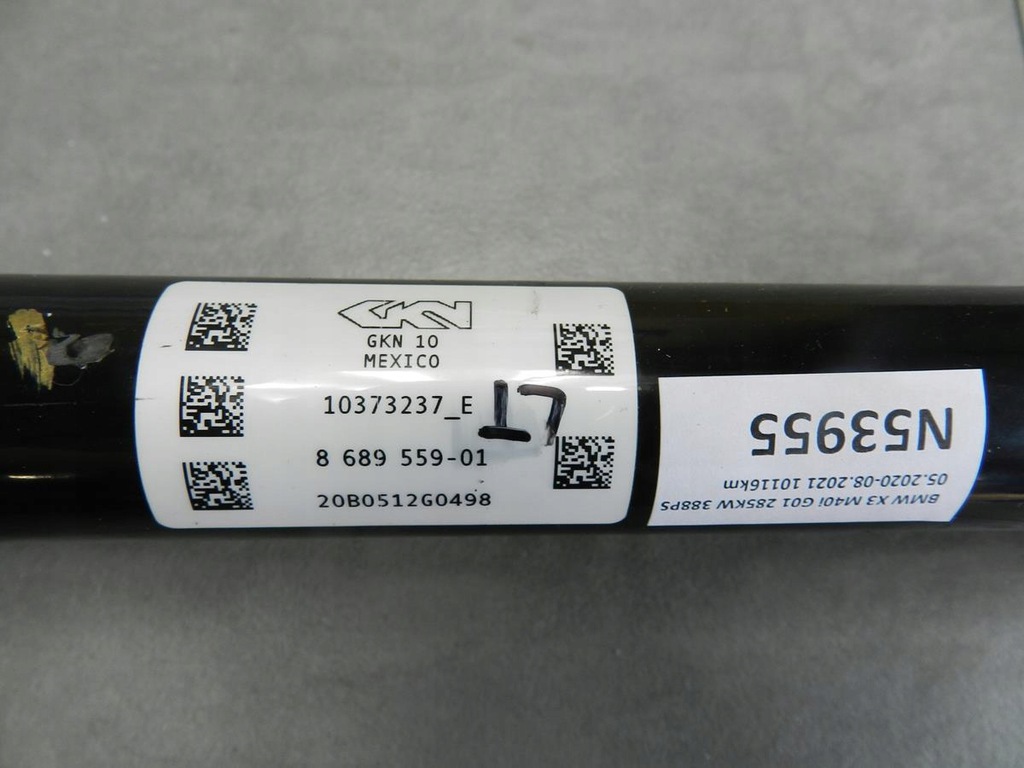 GKN
GKN 10
MEXICO
10373237_E
17
8 689 559-01
20B0512G0498
N53955
BMW X3 M40i G01 285KW 388PS
05.2020-08.2021 10116km